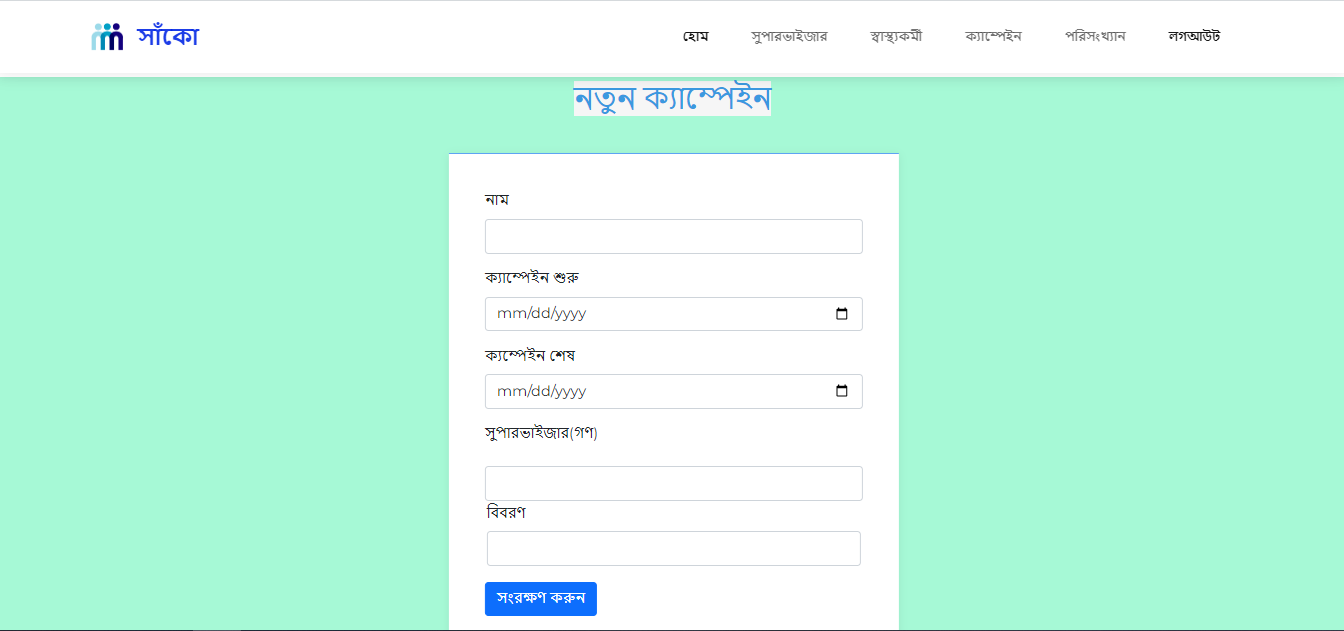 সাঁকো
হোম সুপারভাইজার স্বাস্থ্যকর্মী ক্যাম্পেইন পরিসংখ্যান লগআউট
নতুন ক্যাম্পেইন
নাম
ক্যাম্পেইন শুরু
mm/dd/yyyy
ক্যম্পেইন শেষ
mm/dd/yyyy
সুপারভাইজার(গণ)
বিবরণ
সংরক্ষণ করুন